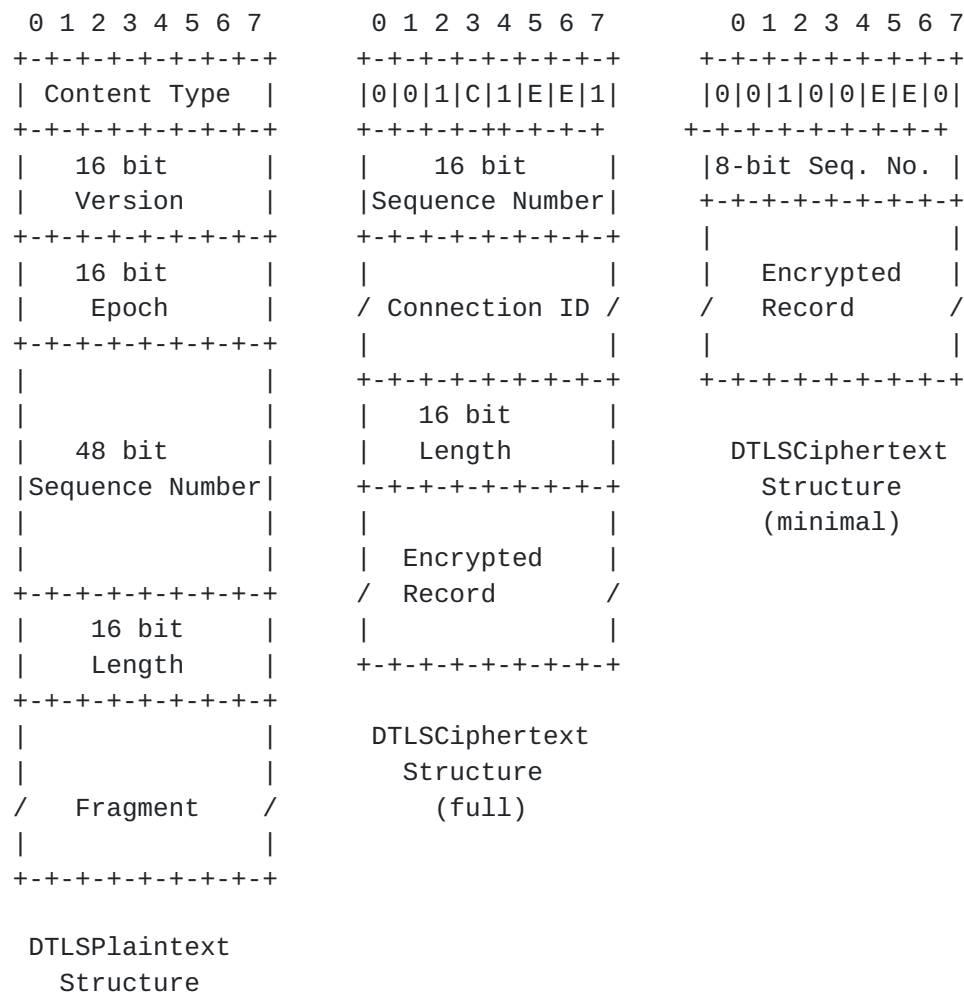 0 1 2 3 4 5 6 7        0 1 2 3 4 5 6 7        0 1 2 3 4 5 6 7
+-+-+-+-+-+-+-+-+     +-+-+-+-+-+-+-+-+     +-+-+-+-+-+-+-+-+
| Content Type  |     |0|0|1|C|1|E|E|1|     |0|0|1|0|0|E|E|0|
+-+-+-+-+-+-+-+-+     +-+-+-+-++-+-+-+     +-+-+-+-+-+-+-+-+
|   16 bit        |     |    16 bit     |     |8-bit Seq. No. |
|   Version       |     |Sequence Number|     +-+-+-+-+-+-+-+-+
+-+-+-+-+-+-+-+-+     +-+-+-+-+-+-+-+-+     |               |
|   16 bit        |     |               |     |   Encrypted   |
|    Epoch        |     / Connection ID /     /   Record      /
+-+-+-+-+-+-+-+-+     |               |     |               |
|               |     +-+-+-+-+-+-+-+-+     +-+-+-+-+-+-+-+-+
|               |     |   16 bit      |
|   48 bit      |     |   Length      |       DTLSCiphertext
|Sequence Number|     +-+-+-+-+-+-+-+-+         Structure
|               |     |               |         (minimal)
|               |     |  Encrypted    |
+-+-+-+-+-+-+-+-+     /  Record       /
|    16 bit     |     |               |
|    Length     |     +-+-+-+-+-+-+-+-+
+-+-+-+-+-+-+-+-+
|               |      DTLSCiphertext
|               |        Structure
/   Fragment    /          (full)
|               |
+-+-+-+-+-+-+-+-+

 DTLSPlaintext
   Structure